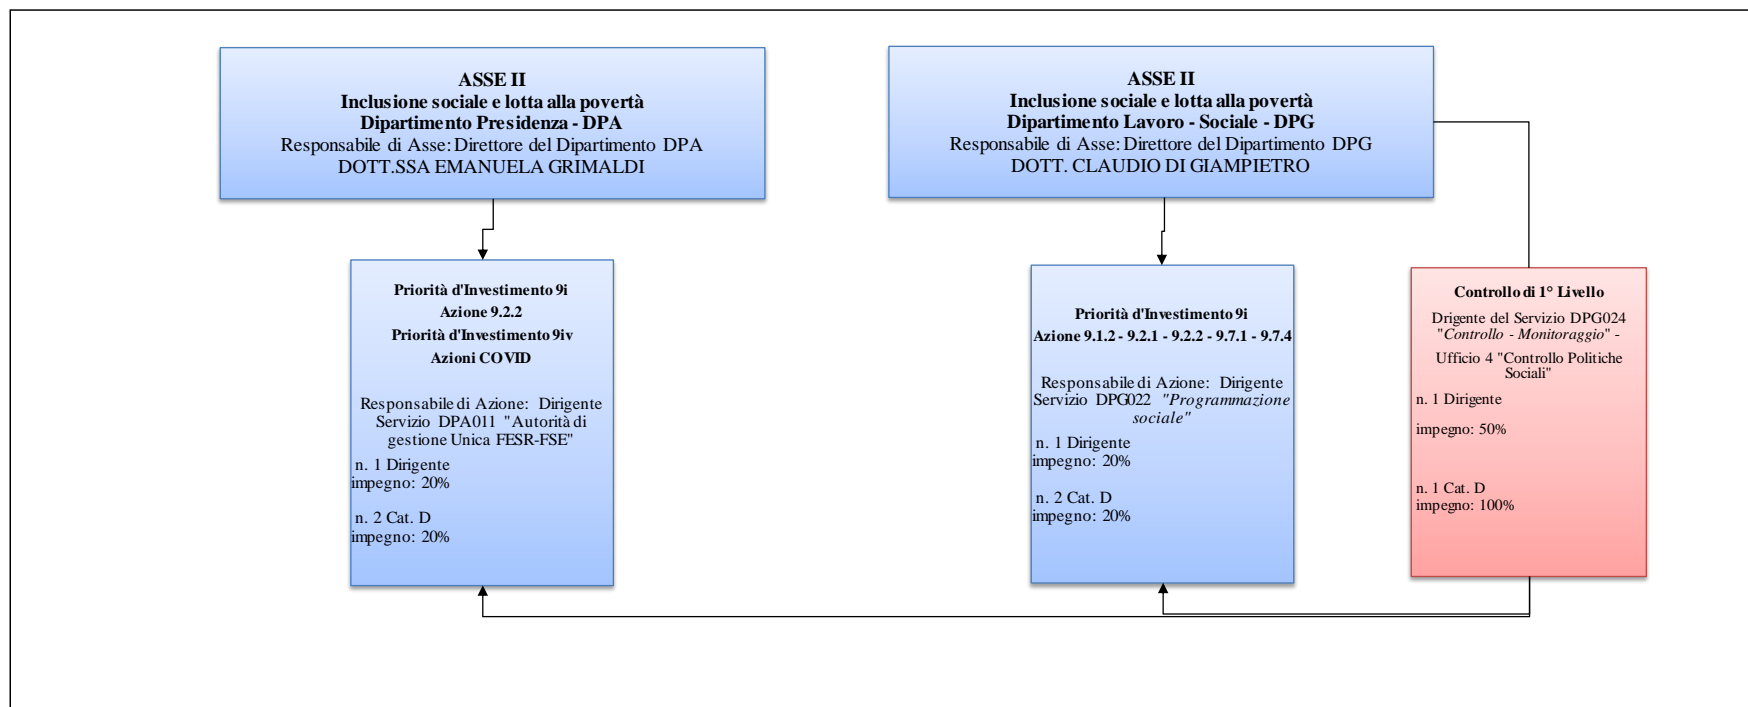 ASSE II
Inclusione sociale e lotta alla povertà
Dipartimento Presidenza - DPA
Responsabile di Asse: Direttore del Dipartimento DPA
DOTT.SSA EMANUELA GRIMALDI
ASSE II
Inclusione sociale e lotta alla povertà
Dipartimento Lavoro - Sociale - DPG
Responsabile di Asse: Direttore del Dipartimento DPG
DOTT. CLAUDIO DI GIAMPIETRO
Priorità d'Investimento 9i
Azione 9.2.2
Priorità d'Investimento 9iv
Azioni COVID
Responsabile di Azione: Dirigente
Servizio DPA011 "Autorità di
gestione Unica FESR-FSE"
n. 1 Dirigente
impegno: 20%
n. 2 Cat. D
impegno: 20%
Priorità d'Investimento 9i
Azione 9.1.2 - 9.2.1 - 9.2.2 - 9.7.1 - 9.7.4
Responsabile di Azione: Dirigente
Servizio DPG022 "Programmazione
sociale"
n. 1 Dirigente
impegno: 20%
n. 2 Cat. D
impegno: 20%
Controllo di 1° Livello
Drigente del Servizio DPG024
"Controllo - Monitoraggio" -
Ufficio 4 "Controllo Politiche
Sociali"
n. 1 Dirigente
impegno: 50%
n. 1 Cat. D
impegno: 100%